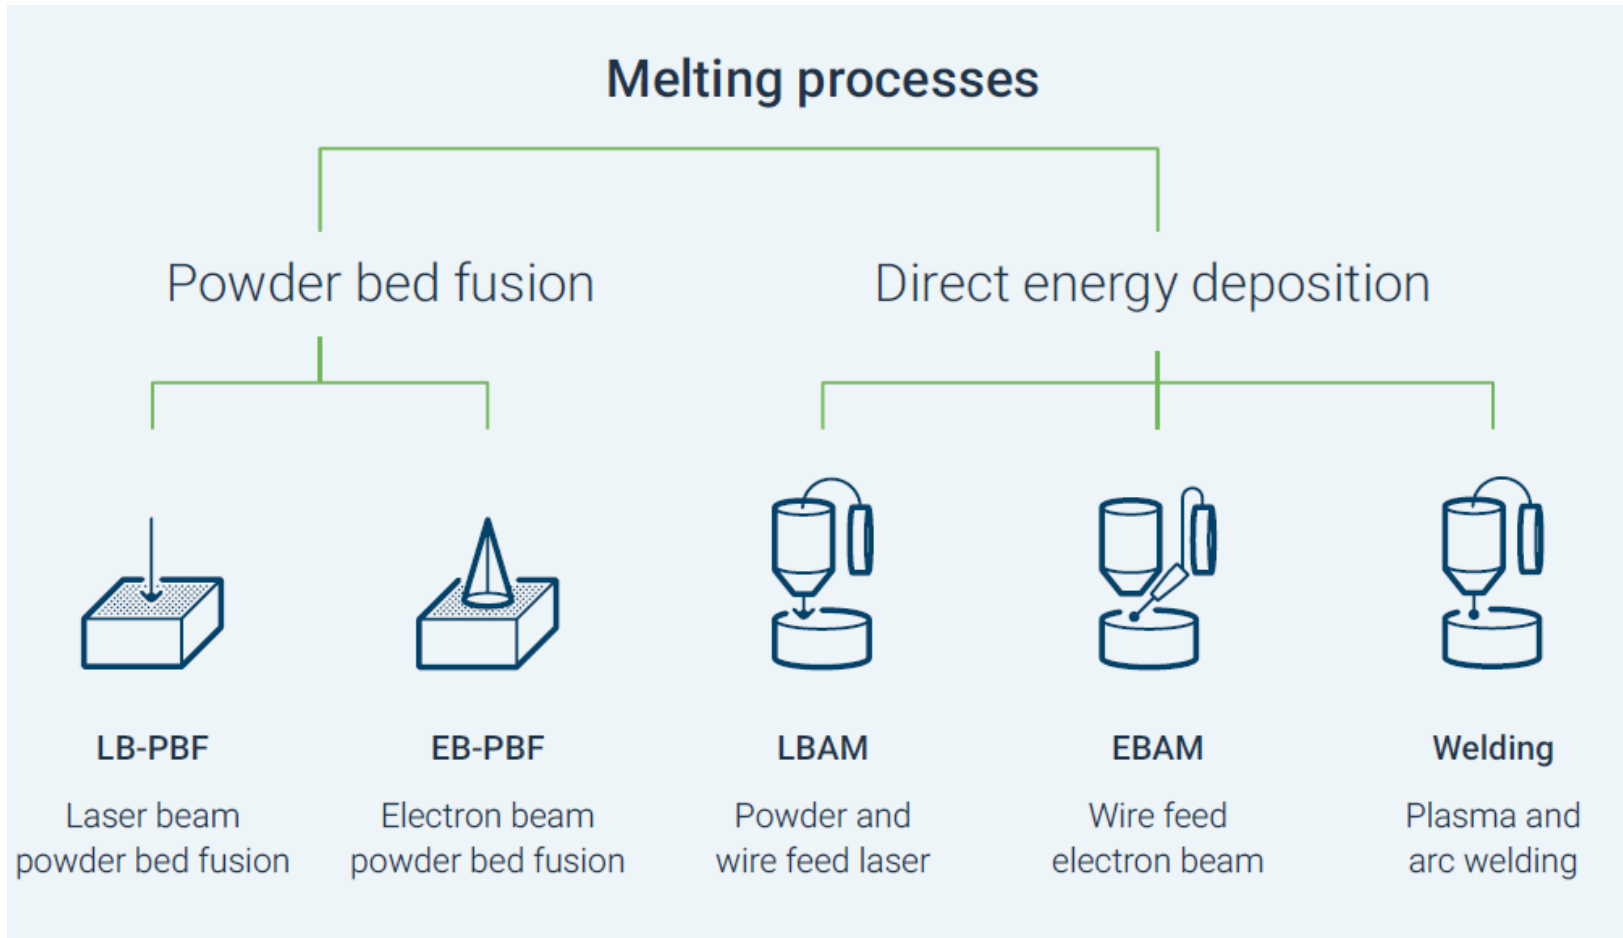 Melting processes
Powder bed fusion
Direct energy deposition
LB-PBF
Laser beam
powder bed fusion
EB-PBF
Electron beam
powder bed fusion
LBAM
Powder and
wire feed laser
EBAM
Wire feed
electron beam
Welding
Plasma and
arc welding